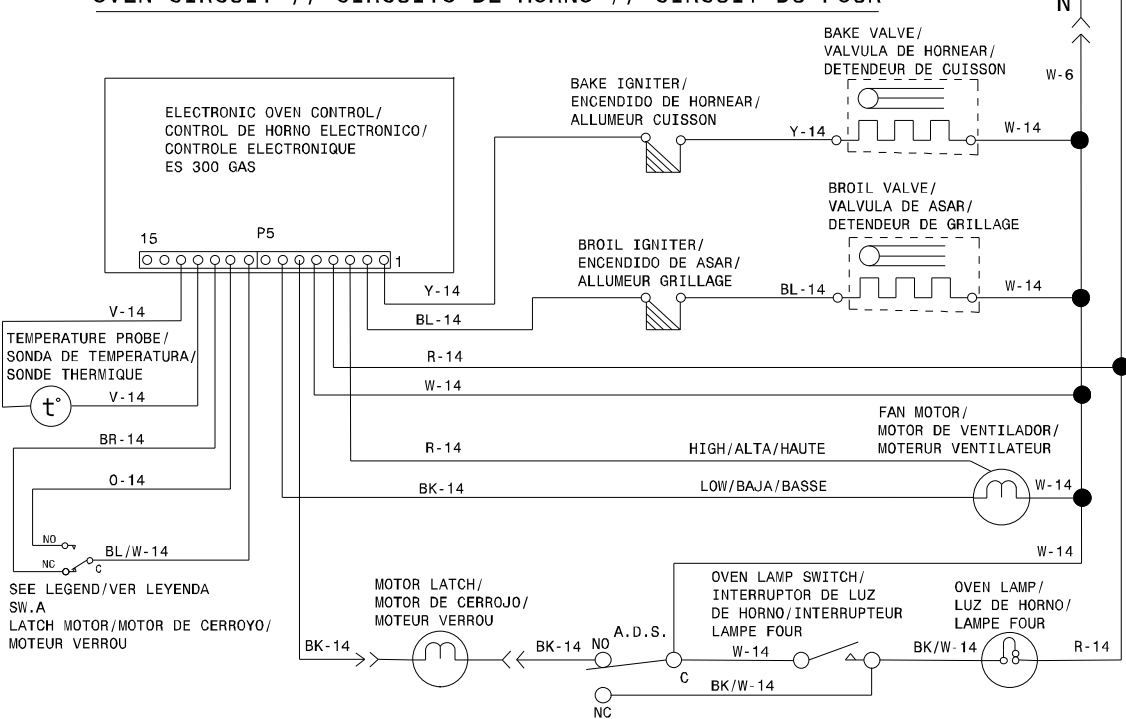 OVEN CIRCUIT // CIRCUITO DE HORNO // CIRCUIT DU FOUR
N
BAKE VALVE/
VALVULA DE HORNEAR/
DETENDEUR DE CUISSON
W-6
BAKE IGNITER/
ENCENDIDO DE HORNEAR/
ALLUMEUR CUISSON
ELECTRONIC OVEN CONTROL/
CONTROL DE HORNO ELECTRONICO/
CONTROLE ELECTRONIQUE
ES 300 GAS
Y-14
W-14
BROIL VALVE/
VALVULA DE ASAR/
DETENDEUR DE GRILLAGE
15
P5
1
BROIL IGNITER/
ENCENDIDO DE ASAR/
ALLUMEUR GRILLAGE
Y-14
BL-14
W-14
V-14
BL-14
TEMPERATURE PROBE/
SONDA DE TEMPERATURA/
SONDE THERMIQUE
R-14
W-14
t°
V-14
FAN MOTOR/
MOTOR DE VENTILADOR/
MOTERUR VENTILATEUR
BR-14
R-14
HIGH/ALTA/HAUTE
O-14
BK-14
LOW/BAJA/BASSE
W-14
NO
NC
C
BL/W-14
W-14
SEE LEGEND/VER LEYENDA
SW.A
LATCH MOTOR/MOTOR DE CERROYO/
MOTEUR VERROU
MOTOR LATCH/
MOTOR DE CERROJO/
MOTEUR VERROU
OVEN LAMP SWITCH/
INTERRUPTOR DE LUZ
DE HORNO/INTERRUPTEUR
LAMPE FOUR
OVEN LAMP/
LUZ DE HORNO/
LAMPE FOUR
BK-14
BK-14
NO
A.D.S.
C
W-14
BK/W-14
R-14
BK/W-14
NC